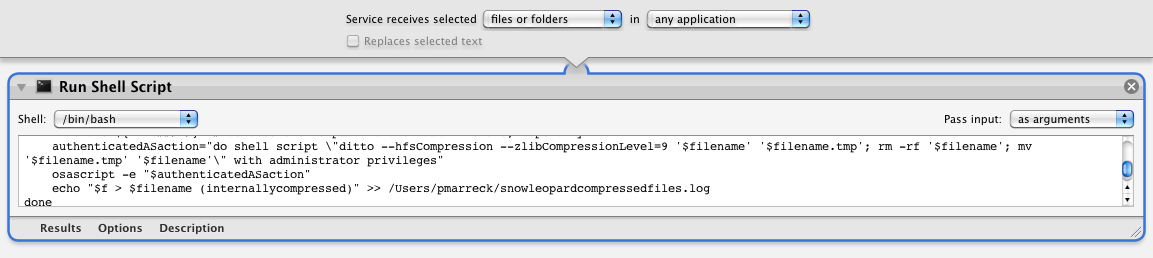 Service receives selected files or folders in any application
Replaces selected text
Run Shell Script
Shell: /bin/bash Pass input: as arguments
authenticatedASaction="do shell script \"ditto --hfsCompression --zlibCompressionLevel=9 '$filename' '$filename.tmp'; rm -rf '$filename'; mv
'$filename.tmp' '$filename'\" with administrator privileges"
osascript -e "$authenticatedASaction"
echo "$f > $filename (internallycompressed)" >> /Users/pmarreck/snowleopardcompressedfiles.log
done
Results Options Description